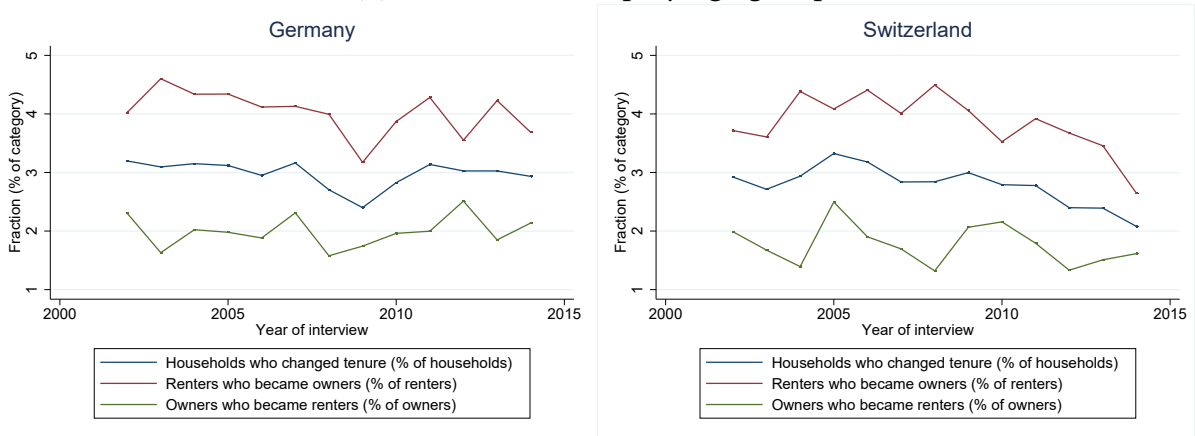 Germany
Fraction (% of category)
5
4
3
2
1
2000 2005 2010 2015
Year of interview
Households who changed tenure (% of households)
Renters who became owners (% of renters)
Owners who became renters (% of owners)
Switzerland
Fraction (% of category)
5
4
3
2
1
2000 2005 2010 2015
Year of interview
Households who changed tenure (% of households)
Renters who became owners (% of renters)
Owners who became renters (% of owners)